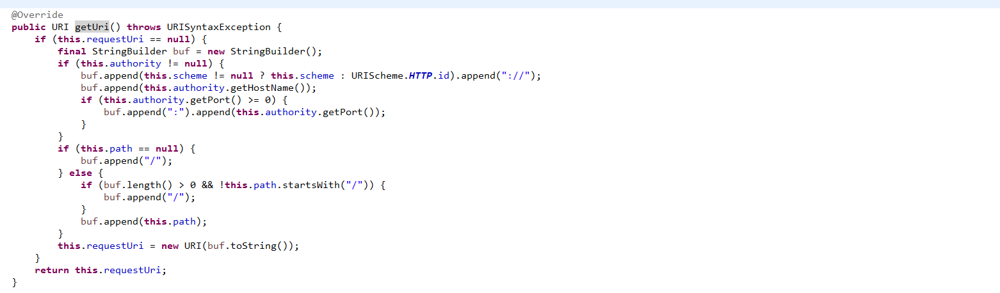 @Override
public URI getUri() throws URISyntaxException {
    if (this.requestUri == null) {
        final StringBuilder buf = new StringBuilder();
        if (this.authority != null) {
            buf.append(this.scheme != null ? this.scheme : URIScheme.HTTP.id).append("://");
            buf.append(this.authority.getHostName());
            if (this.authority.getPort() >= 0) {
                buf.append(":").append(this.authority.getPort());
            }
        }
        if (this.path == null) {
            buf.append("/");
        } else {
            if (buf.length() > 0 && !this.path.startsWith("/")) {
                buf.append("/");
            }
            buf.append(this.path);
        }
        this.requestUri = new URI(buf.toString());
    }
    return this.requestUri;
}